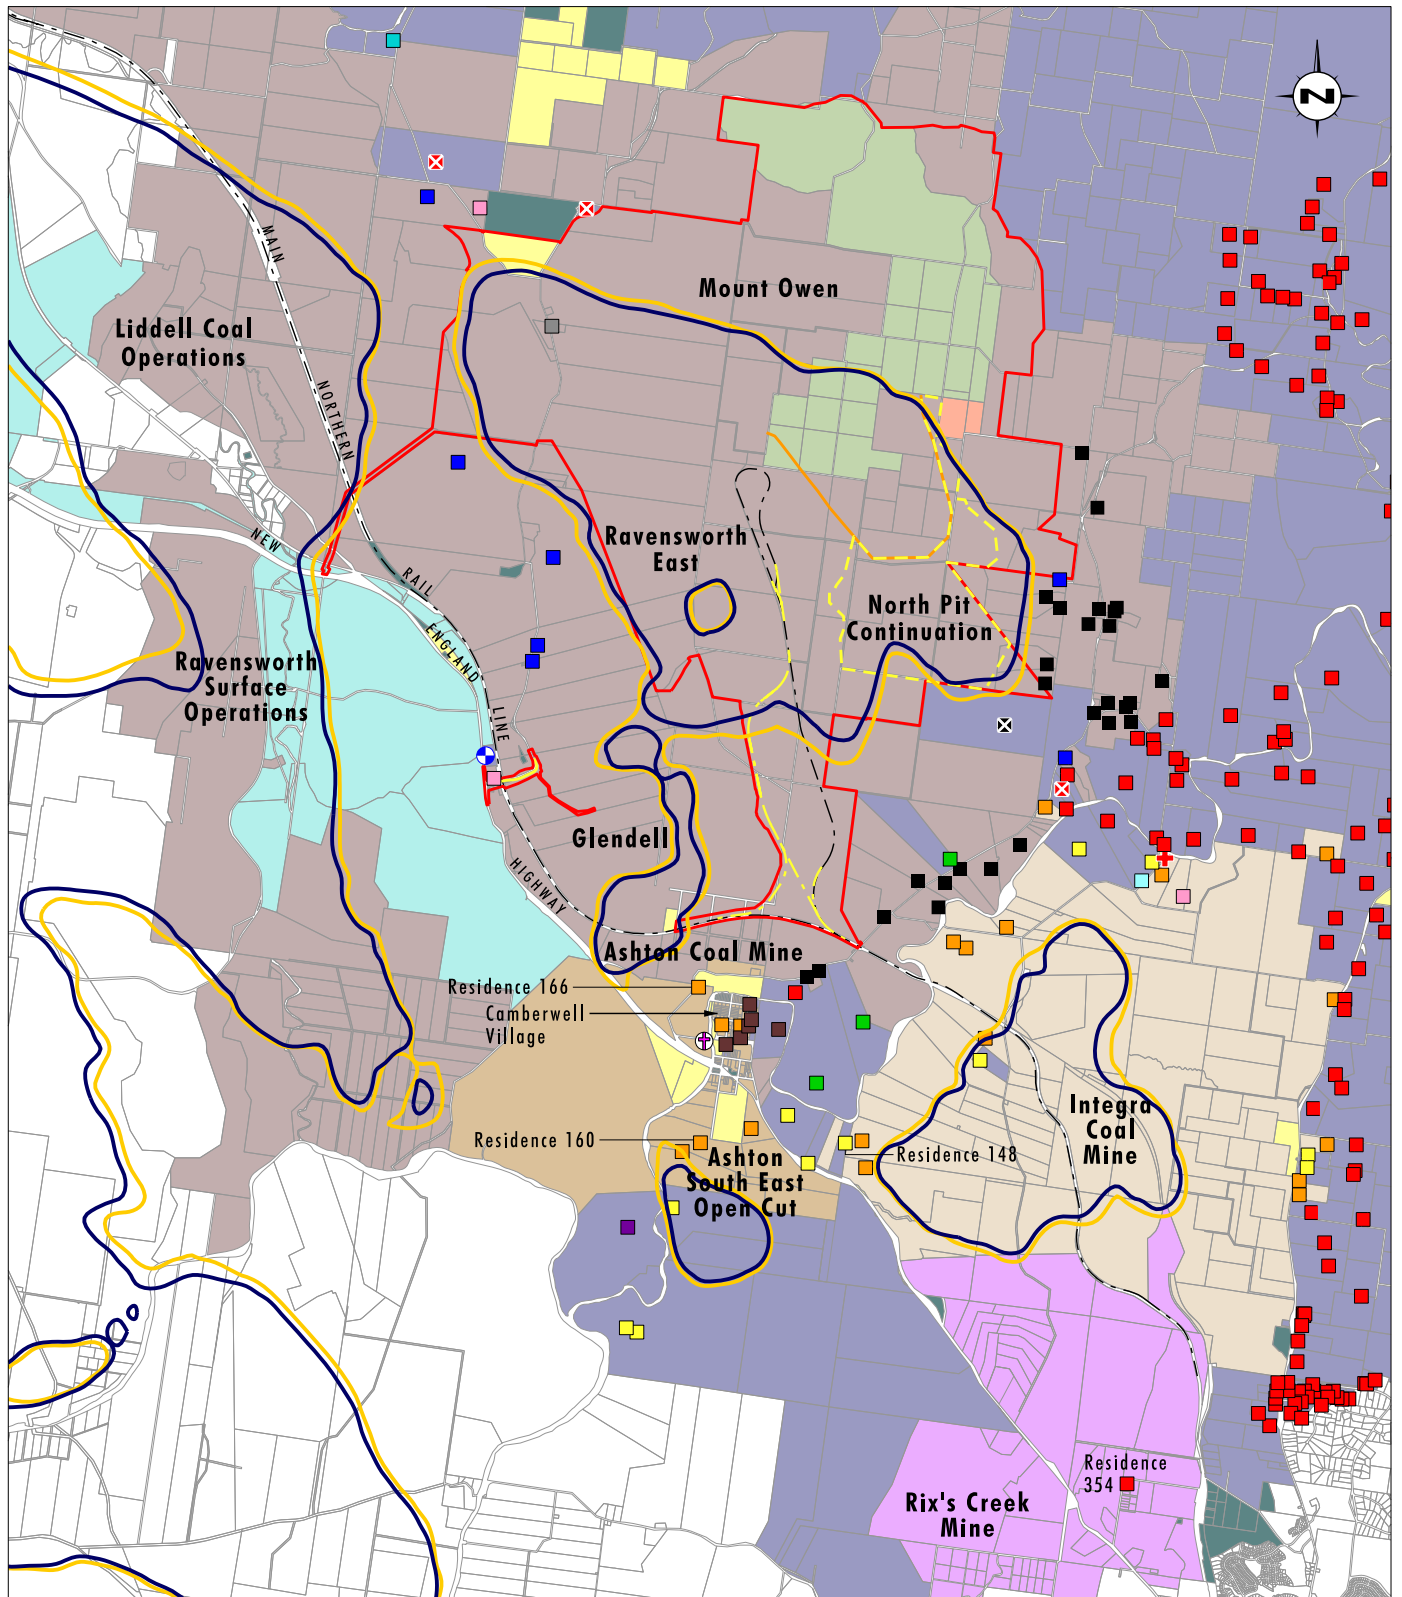 N
MAIN
NORTHERN
RAIL
LINE
NEW
ENGLAND
HIGHWAY
Mount Owen
Liddell Coal
Operations
Ravensworth
East
North Pit
Continuation
Ravensworth
Surface
Operations
Glendell
Ashton Coal Mine
Residence 166
Camberwell
Village
Residence 160
Residence 148
Integra
Coal
Mine
Ashton
South East
Open Cut
Residence
354
Rix's Creek
Mine